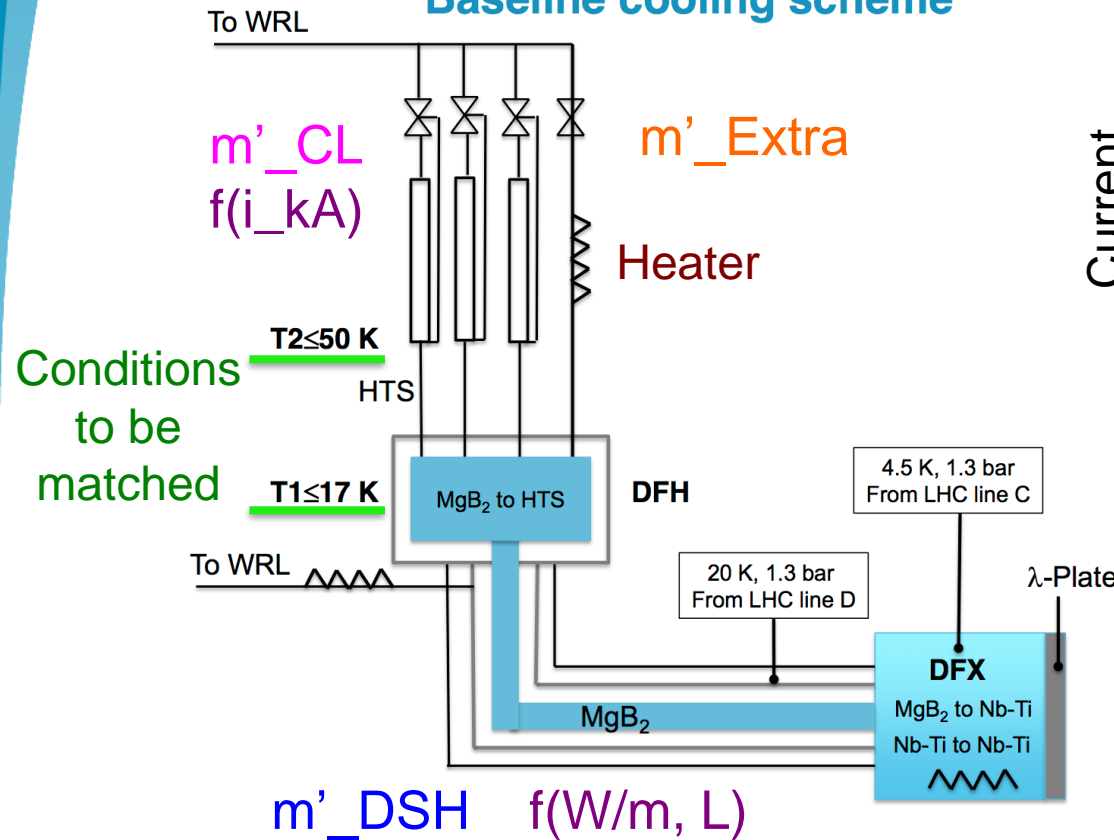 Baseline cooling scheme
To WRL
m'_CL
f(i_kA)
m'_Extra
Current
Heater
T2≤50 K
Conditions
to be
matched
HTS
4.5 K, 1.3 bar
From LHC line C
T1≤17 K
MgB₂ to HTS
DFH
To WRL
20 K, 1.3 bar
From LHC line D
λ-Plate
DFX
MgB₂ to Nb-Ti
Nb-Ti to Nb-Ti
MgB₂
m'_DSH f(W/m, L)